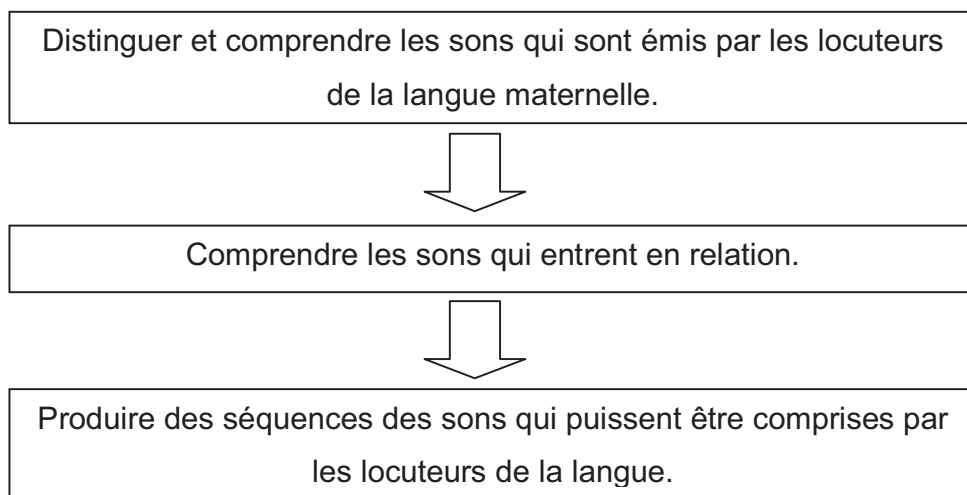 Distinguer et comprendre les sons qui sont émis par les locuteurs
de la langue maternelle.
Comprendre les sons qui entrent en relation.
Produire des séquences des sons qui puissent être comprises par
les locuteurs de la langue.